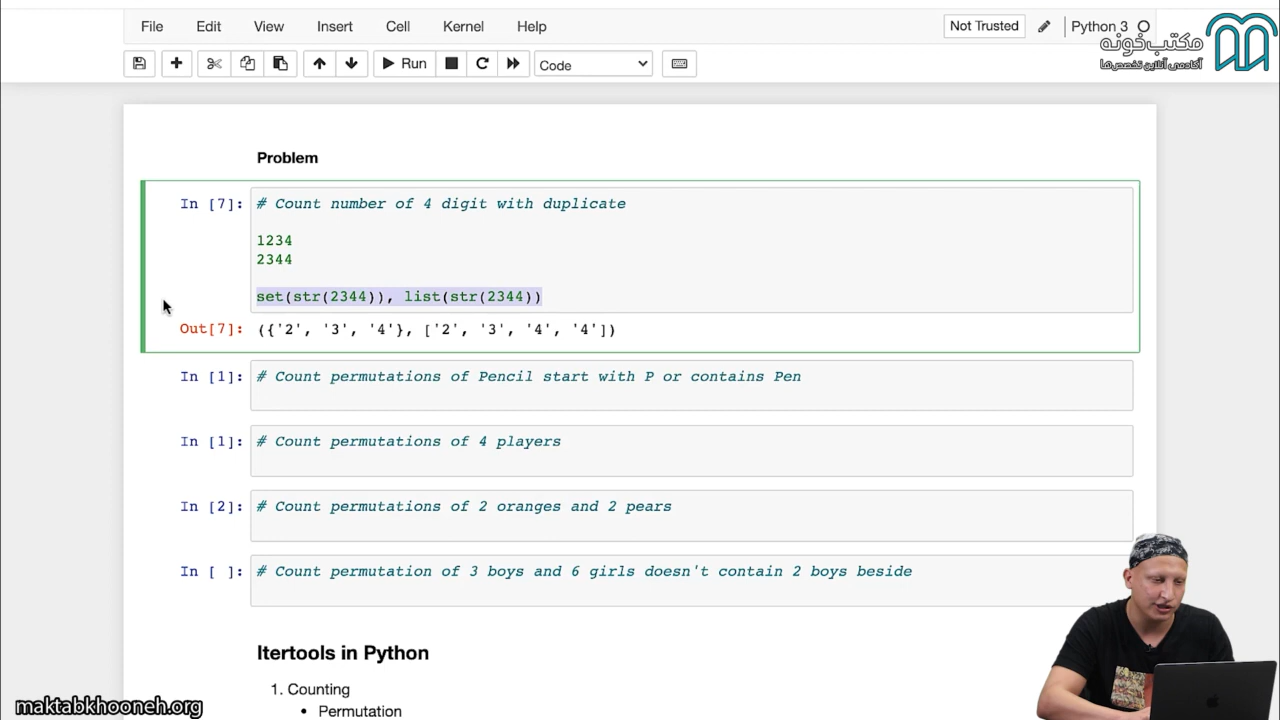 File Edit View Insert Cell Kernel Help
Not Trusted Python 3
مکتب‌خونه
آکادمی آنلاین تخصص‌ها
Run Code
Problem
In [7]: # Count number of 4 digit with duplicate
1234
2344
set(str(2344)), list(str(2344))
Out[7]: ({'2', '3', '4'}, ['2', '3', '4', '4'])
In [1]: # Count permutations of Pencil start with P or contains Pen
In [1]: # Count permutations of 4 players
In [2]: # Count permutations of 2 oranges and 2 pears
In [ ]: # Count permutation of 3 boys and 6 girls doesn't contain 2 boys beside
Itertools in Python
1. Counting
• Permutation
maktabkhooneh.org